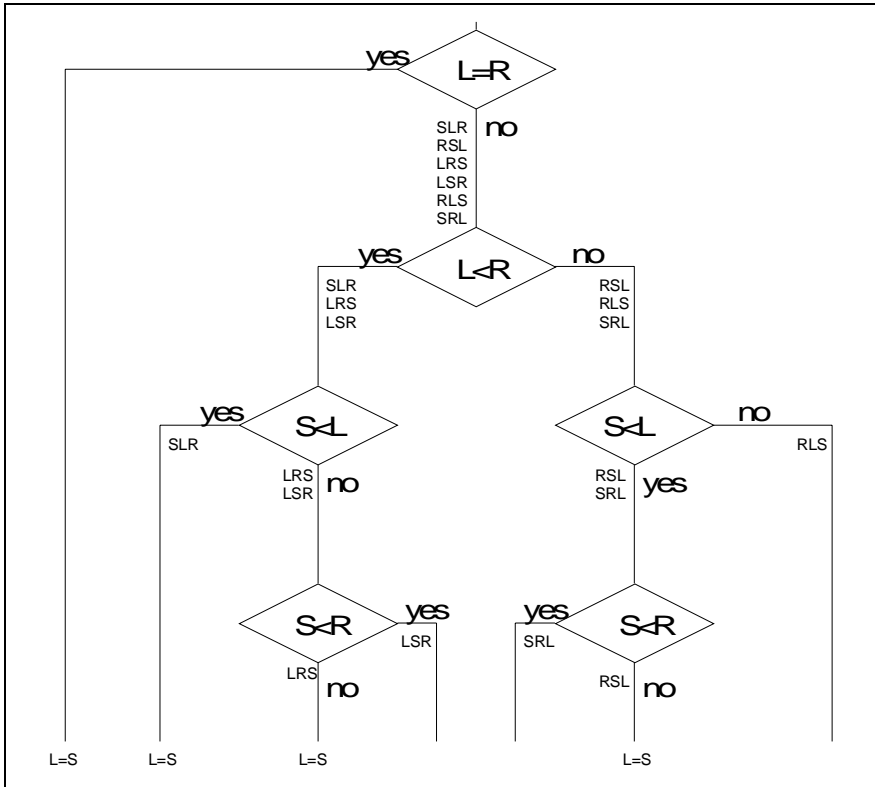 yes
L=R
no
SLR
RSL
LRS
LSR
RLS
SRL
yes
L<R
no
SLR
LRS
LSR
RSL
RLS
SRL
yes
S<L
SLR
LRS
LSR
no
S<L
no
RLS
RSL
SRL
yes
S<R
yes
LSR
LRS
no
yes
S<R
SRL
RSL
no
L=S
L=S
L=S
L=S